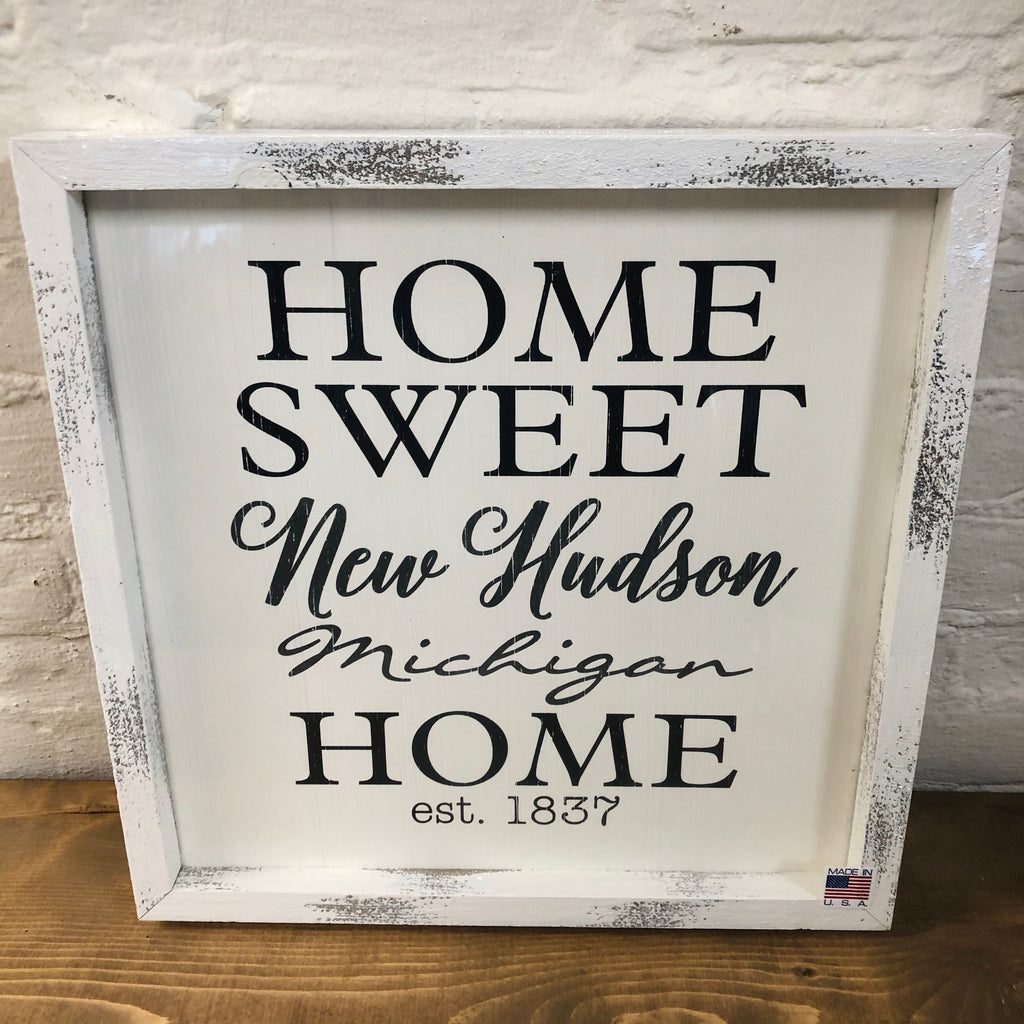 HOME
SWEET
New Hudson
Michigan
HOME
est. 1837
MADE IN
U. S. A.